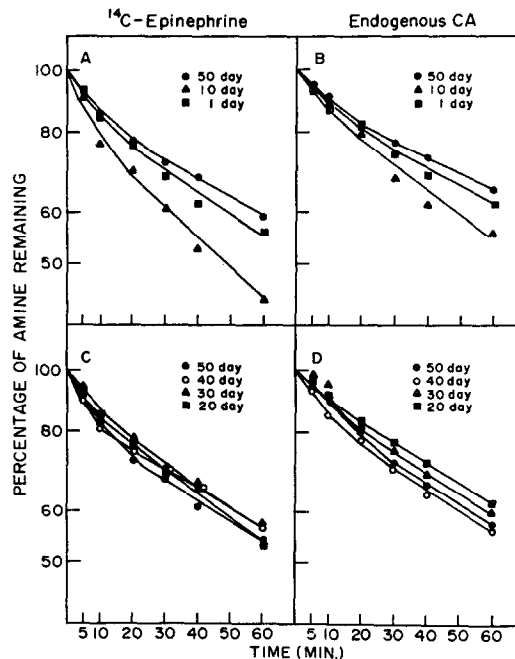 ¹⁴C-Epinephrine
Endogenous CA
PERCENTAGE OF AMINE REMAINING
A
50 day
10 day
1 day
100
80
60
50
B
50 day
10 day
1 day
C
50 day
40 day
30 day
20 day
100
80
60
50
5 10 20 30 40 60
D
50 day
40 day
30 day
20 day
5 10 20 30 40 60
TIME (MIN.)